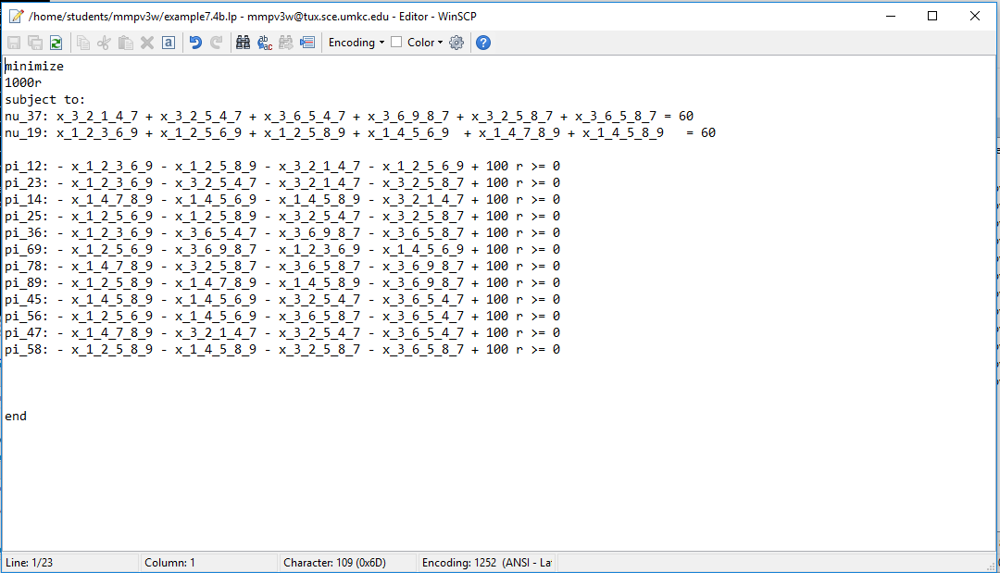 /home/students/mmpv3w/example7.4b.lp - mmpv3w@tux.sce.umkc.edu - Editor - WinSCP
Encoding Color
minimize
1000r
subject to:
nu_37: x_3_2_1_4_7 + x_3_2_5_4_7 + x_3_6_5_4_7 + x_3_6_9_8_7 + x_3_2_5_8_7 + x_3_6_5_8_7 = 60
nu_19: x_1_2_3_6_9 + x_1_2_5_6_9 + x_1_2_5_8_9 + x_1_4_5_6_9  + x_1_4_7_8_9 + x_1_4_5_8_9   = 60
pi_12: - x_1_2_3_6_9 - x_1_2_5_8_9 - x_3_2_1_4_7 - x_1_2_5_6_9 + 100 r >= 0
pi_23: - x_1_2_3_6_9 - x_3_2_5_4_7 - x_3_2_1_4_7 - x_3_2_5_8_7 + 100 r >= 0
pi_14: - x_1_4_7_8_9 - x_1_4_5_6_9 - x_1_4_5_8_9 - x_3_2_1_4_7 + 100 r >= 0
pi_25: - x_1_2_5_6_9 - x_1_2_5_8_9 - x_3_2_5_4_7 - x_3_2_5_8_7 + 100 r >= 0
pi_36: - x_1_2_3_6_9 - x_3_6_5_4_7 - x_3_6_9_8_7 - x_3_6_5_8_7 + 100 r >= 0
pi_69: - x_1_2_5_6_9 - x_3_6_9_8_7 - x_1_2_3_6_9 - x_1_4_5_6_9 + 100 r >= 0
pi_78: - x_1_4_7_8_9 - x_3_2_5_8_7 - x_3_6_5_8_7 - x_3_6_9_8_7 + 100 r >= 0
pi_89: - x_1_2_5_8_9 - x_1_4_7_8_9 - x_1_4_5_8_9 - x_3_6_9_8_7 + 100 r >= 0
pi_45: - x_1_4_5_8_9 - x_1_4_5_6_9 - x_3_2_5_4_7 - x_3_6_5_4_7 + 100 r >= 0
pi_56: - x_1_2_5_6_9 - x_1_4_5_6_9 - x_3_6_5_8_7 - x_3_6_5_4_7 + 100 r >= 0
pi_47: - x_1_4_7_8_9 - x_3_2_1_4_7 - x_3_2_5_4_7 - x_3_6_5_4_7 + 100 r >= 0
pi_58: - x_1_2_5_8_9 - x_1_4_5_8_9 - x_3_2_5_8_7 - x_3_6_5_8_7 + 100 r >= 0
end
Line: 1/23 Column: 1 Character: 109 (0x6D) Encoding: 1252 (ANSI - La